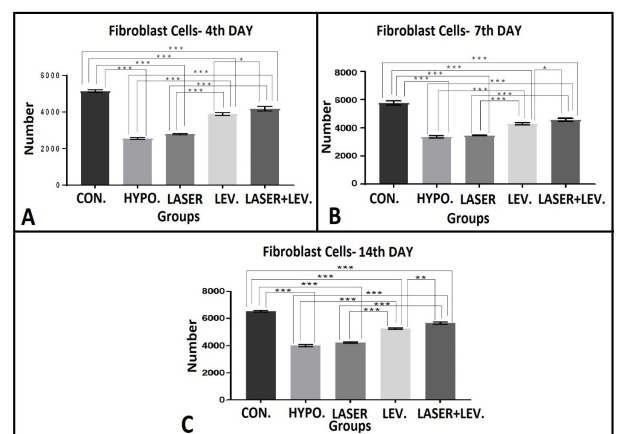 Fibroblast Cells- 4th DAY
***
***
*** *
*** ***
*** ***
***
6000
4000
2000
0
Number
CON. HYPO. LASER LEV. LASER+LEV.
Groups
A
Fibroblast Cells- 7th DAY
***
***
*** *
*** ***
*** ***
***
8000
6000
4000
2000
0
Number
CON. HYPO. LASER LEV. LASER+LEV.
Groups
B
Fibroblast Cells- 14th DAY
***
*** **
***
*** ***
*** ***
***
8000
6000
4000
2000
0
Number
CON. HYPO. LASER LEV. LASER+LEV.
Groups
C